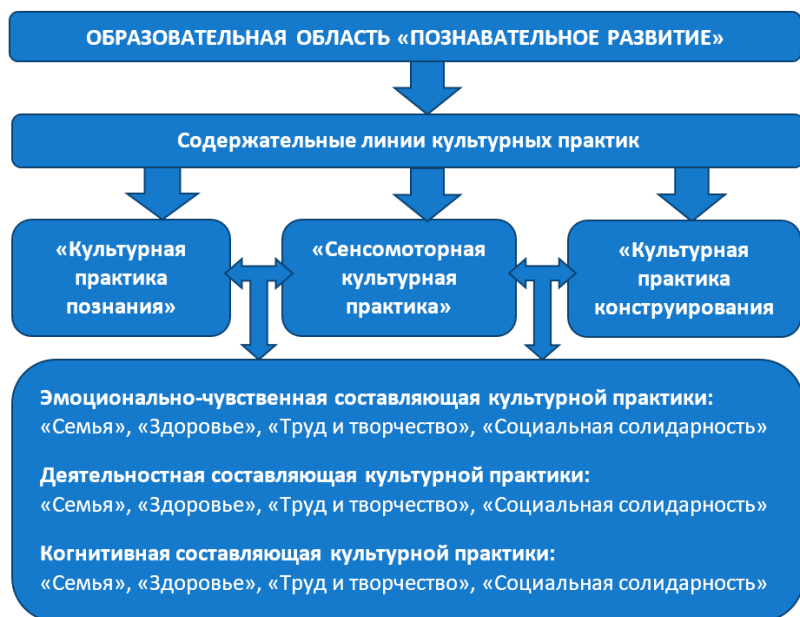 ОБРАЗОВАТЕЛЬНАЯ ОБЛАСТЬ «ПОЗНАВАТЕЛЬНОЕ РАЗВИТИЕ»
Содержательные линии культурных практик
«Культурная
практика
познания»
«Сенсомоторная
культурная
практика»
«Культурная
практика
конструирования
Эмоционально-чувственная составляющая культурной практики:
«Семья», «Здоровье», «Труд и творчество», «Социальная солидарность»
Деятельностная составляющая культурной практики:
«Семья», «Здоровье», «Труд и творчество», «Социальная солидарность»
Когнитивная составляющая культурной практики:
«Семья», «Здоровье», «Труд и творчество», «Социальная солидарность»